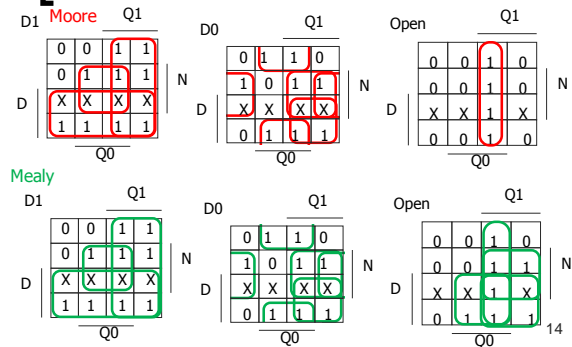 Moore
D1 Q1
0 0 1 1
0 1 1 1
X X X X
1 1 1 1
D
N
Q0
D0 Q1
0 1 1 0
1 0 1 1
X X X X
0 1 1 1
D
N
Q0
Open Q1
0 0 1 0
0 0 1 0
X X 1 X
0 0 1 0
D
N
Q0
Mealy
D1 Q1
0 0 1 1
0 1 1 1
X X X X
1 1 1 1
D
N
Q0
D0 Q1
0 1 1 0
1 0 1 1
X X X X
0 1 1 1
D
N
Q0
Open Q1
0 0 1 0
0 0 1 1
X X 1 X
0 1 1 1
D
N
Q0
14